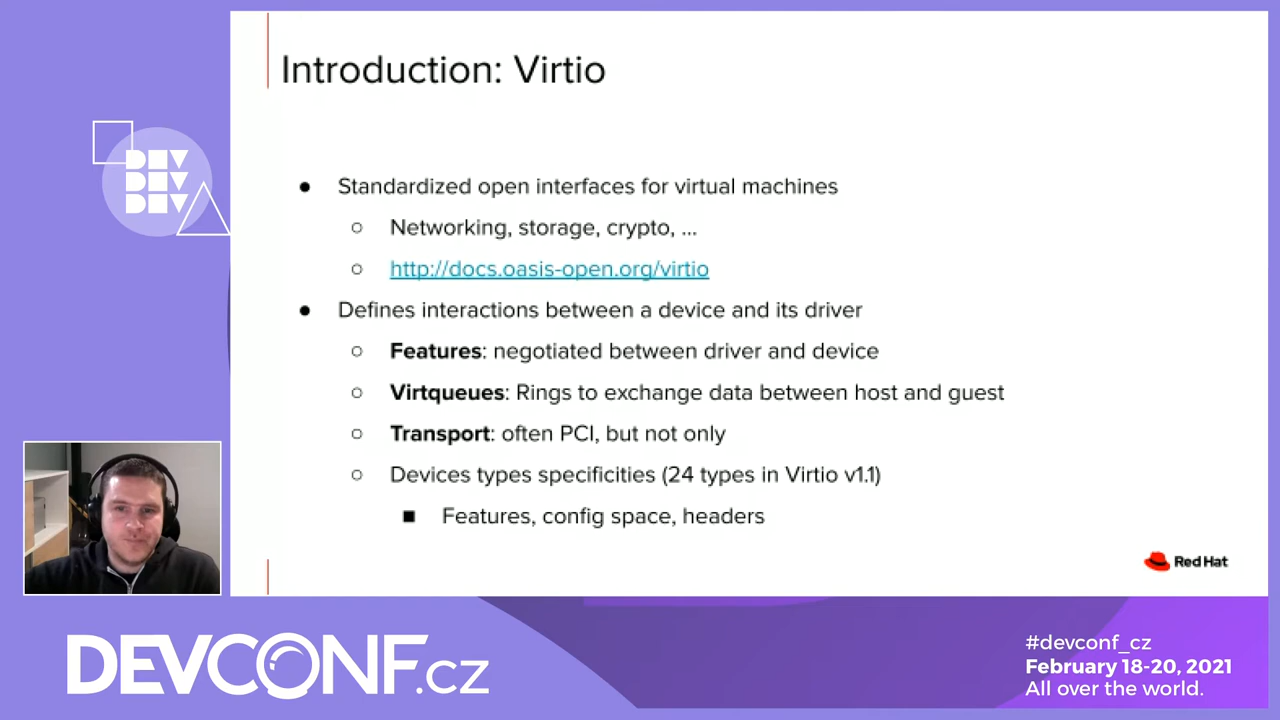 Introduction: Virtio
DEV
DEV
DEV
● Standardized open interfaces for virtual machines
○ Networking, storage, crypto, ...
○ http://docs.oasis-open.org/virtio
● Defines interactions between a device and its driver
○ Features: negotiated between driver and device
○ Virtqueues: Rings to exchange data between host and guest
○ Transport: often PCI, but not only
○ Devices types specificities (24 types in Virtio v1.1)
■ Features, config space, headers
Red Hat
DEVCONF.cz
#devconf_cz
February 18-20, 2021
All over the world.